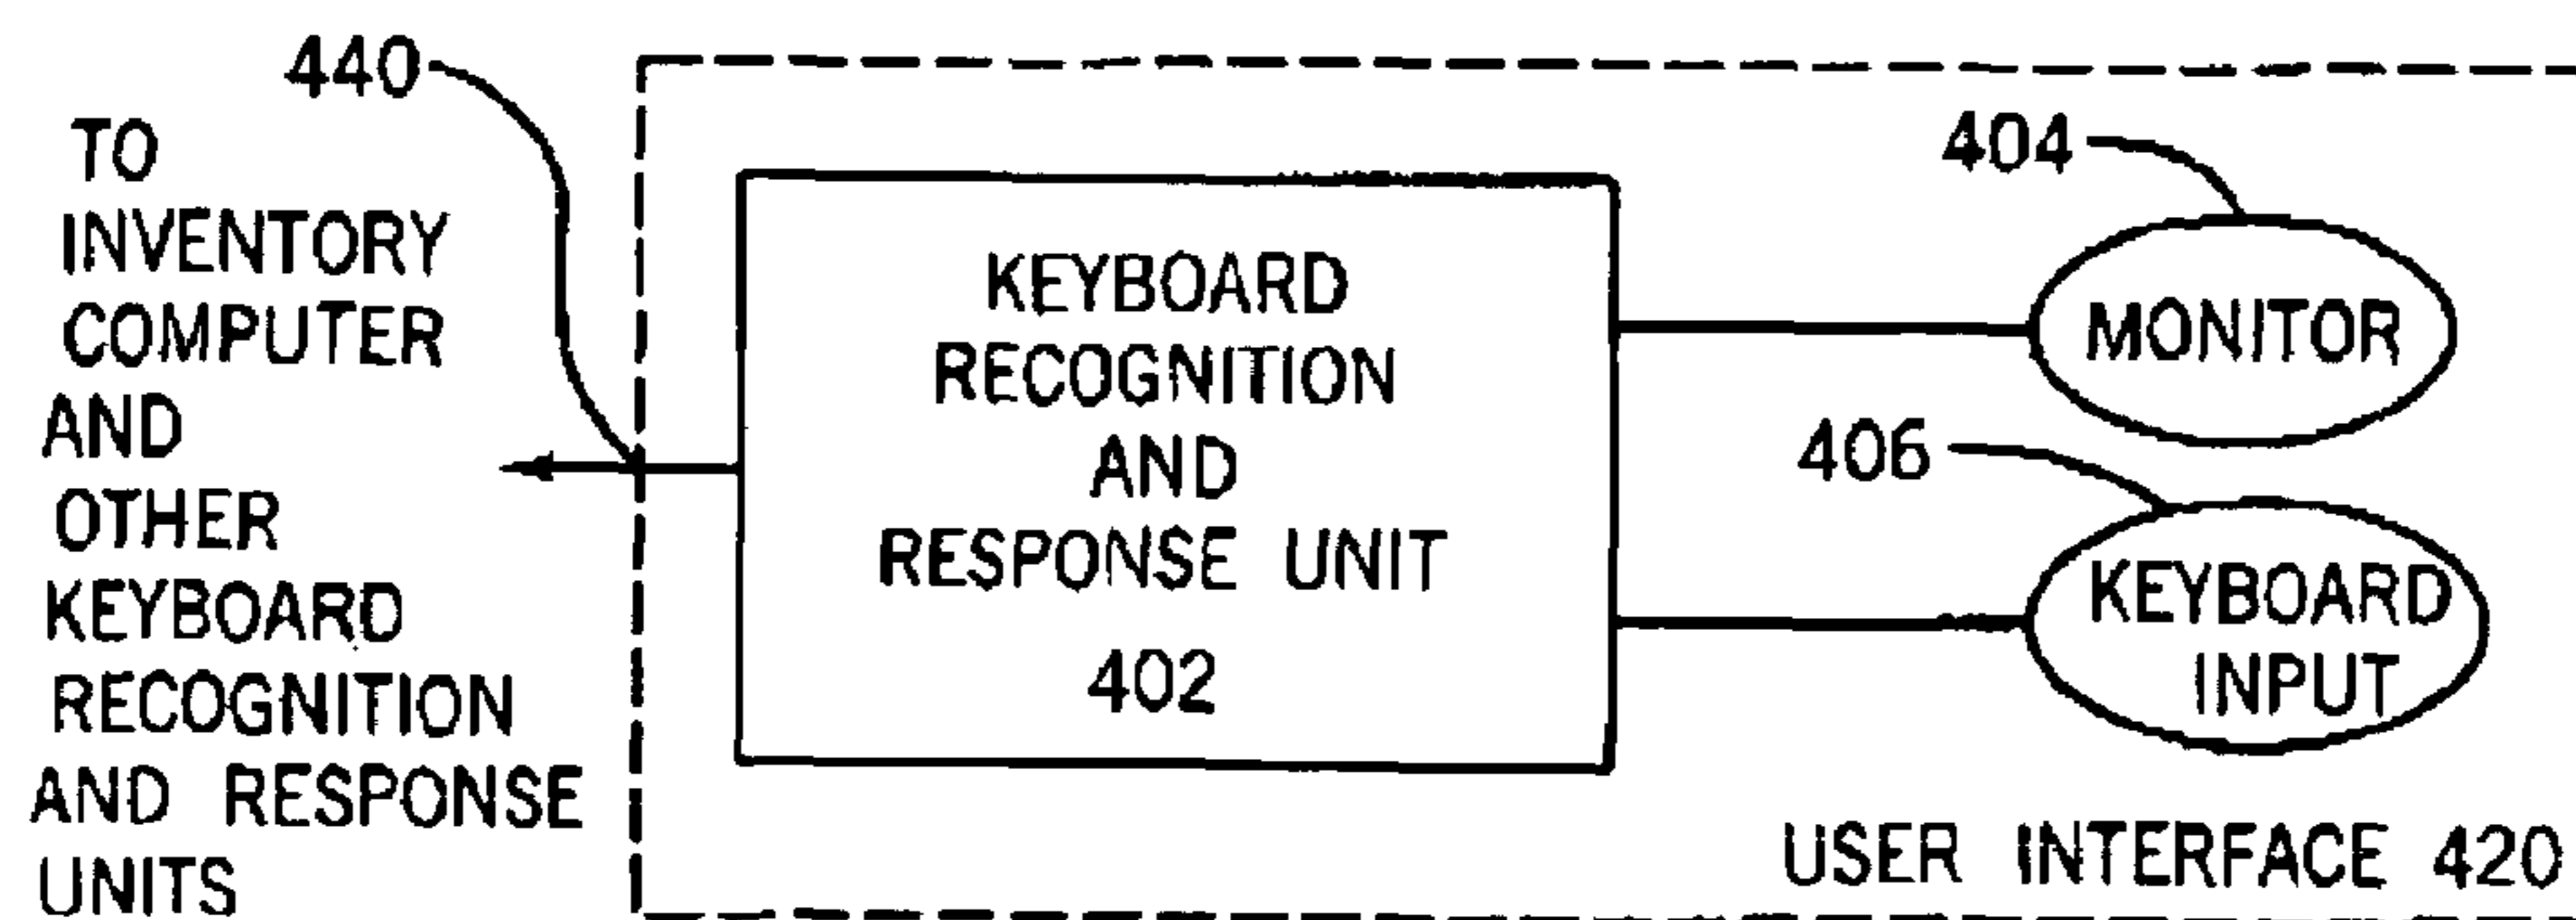 440
TO
INVENTORY
COMPUTER
AND
OTHER
KEYBOARD
RECOGNITION
AND RESPONSE
UNITS
KEYBOARD
RECOGNITION
AND
RESPONSE UNIT
402
404
MONITOR
406
KEYBOARD
INPUT
USER INTERFACE 420